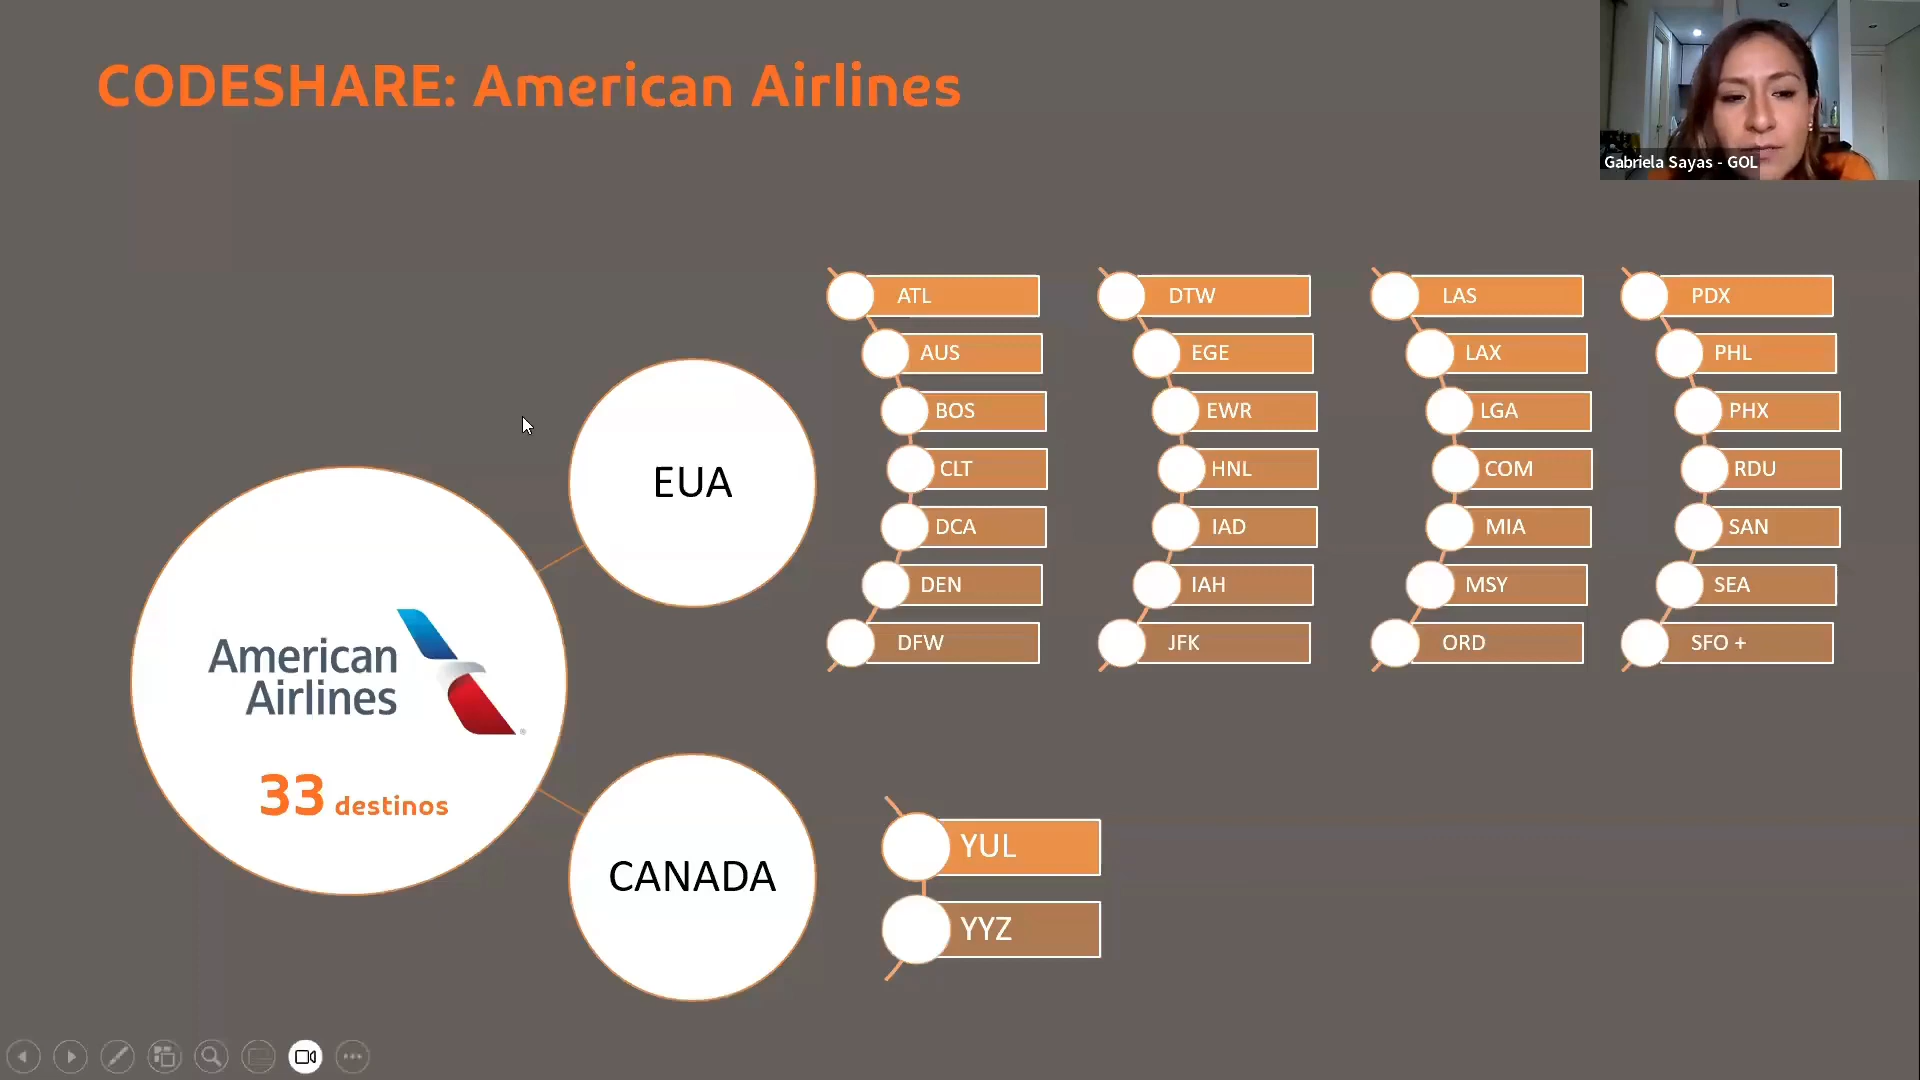 CODESHARE: American Airlines
Gabriela Sayas - GOL
EUA
ATL
AUS
BOS
CLT
DCA
DEN
DFW
DTW
EGE
EWR
HNL
IAD
IAH
JFK
LAS
LAX
LGA
COM
MIA
MSY
ORD
PDX
PHL
PHX
RDU
SAN
SEA
SFO +
American
Airlines
®
33 destinos
CANADA
YUL
YYZ